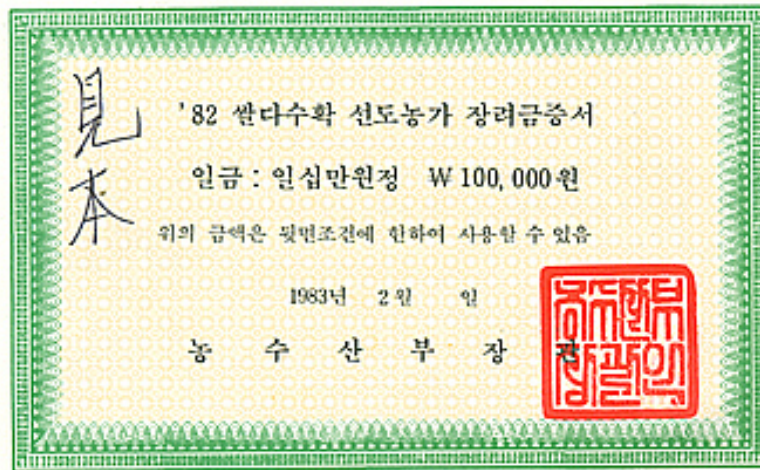 見本
'82 쌀다수확 선도농가 장려금증서
일금 : 일십만원정 ₩ 100,000원
위의 금액은 뒷면조건에 한하여 사용할 수 있음
1983년 2월 일
농수산부장관